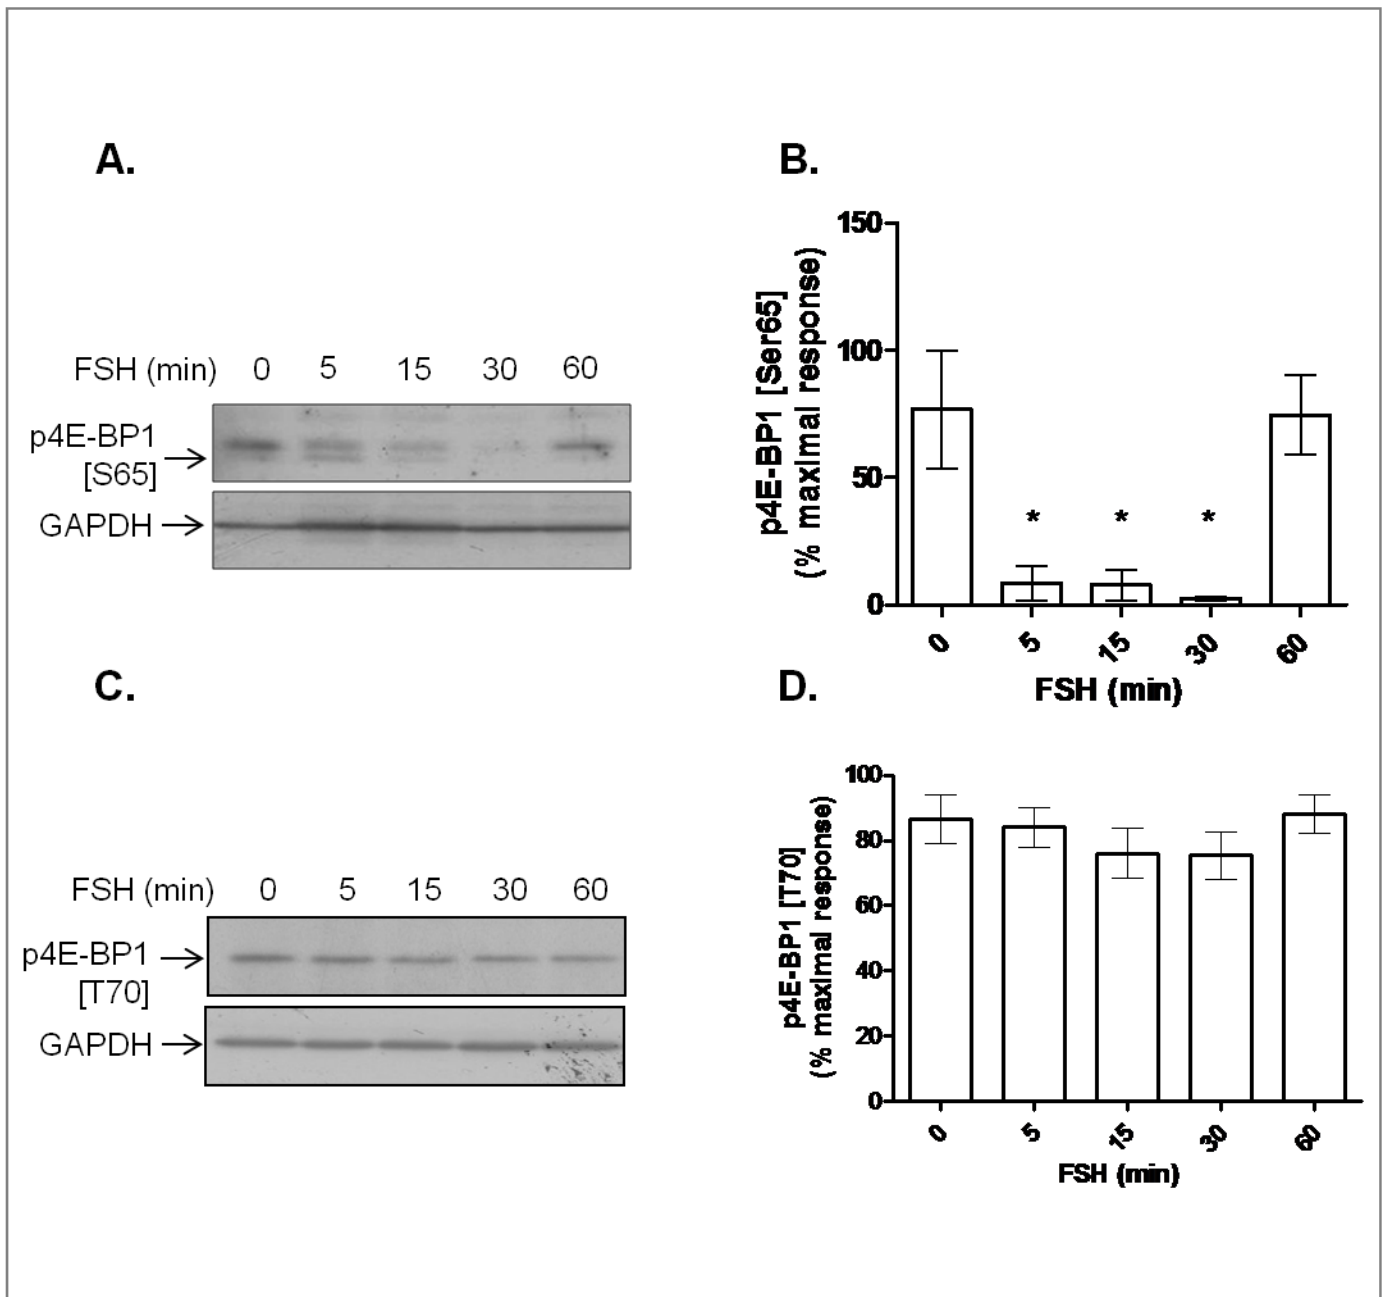 A.
FSH (min) 0 5 15 30 60
p4E-BP1
[S65]
GAPDH
B.
150
100
50
0
p4E-BP1 [Ser65]
(% maximal response)
* * *
0 5 15 30 60
FSH (min)
C.
FSH (min) 0 5 15 30 60
p4E-BP1
[T70]
GAPDH
D.
100
80
60
40
20
0
p4E-BP1 [T70]
(% maximal response)
0 5 15 30 60
FSH (min)